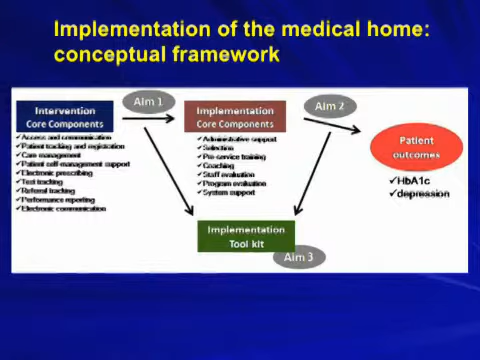 Implementation of the medical home:
conceptual framework
Intervention
Core Components
Access and communication
Patient tracking and registration
Care management
Patient self-management support
Electronic prescribing
Test tracking
Referral tracking
Performance reporting
Electronic communication
Aim 1
Implementation
Core Components
Administrative support
Selection
Pre-service training
Coaching
Staff evaluation
Program evaluation
System support
Aim 2
Patient
outcomes
HbA1c
depression
Implementation
Tool kit
Aim 3